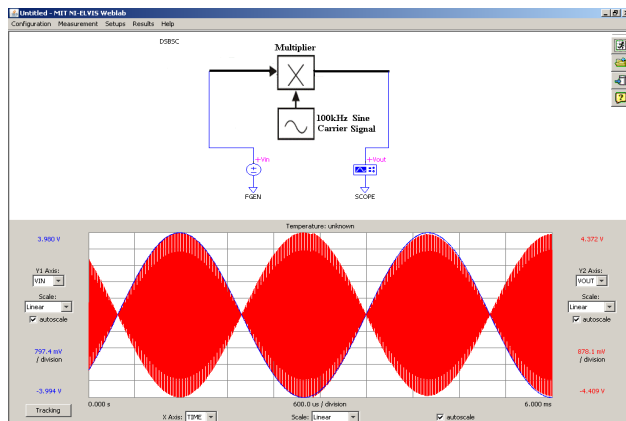 Untitled - MIT NI-ELVIS Weblab
Configuration Measurement Setups Results Help
DSBSC
Multiplier
100kHz Sine
Carrier Signal
+Vin
+Vout
FGEN
SCOPE
Temperature: unknown
3.980 V
4.372 V
Y1 Axis:
VIN
Y2 Axis:
VOUT
Scale:
Linear
Scale:
Linear
autoscale
autoscale
797.4 mV
/ division
878.1 mV
/ division
-3.994 V
-4.409 V
Tracking
0.000 s
600.0 us / division
6.000 ms
X Axis: TIME
Scale: Linear
autoscale